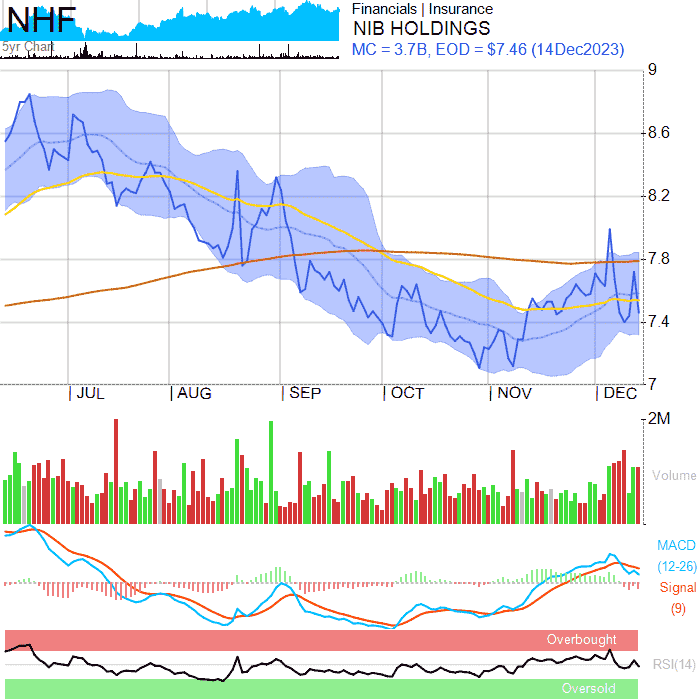 NHF
5yr Chart
Financials | Insurance
NIB HOLDINGS
MC = 3.7B, EOD = $7.46 (14Dec2023)
9
8.6
8.2
7.8
7.4
7
JUL AUG SEP OCT NOV DEC
2M
Volume
MACD
(12-26)
Signal
(9)
Overbought
RSI(14)
Oversold